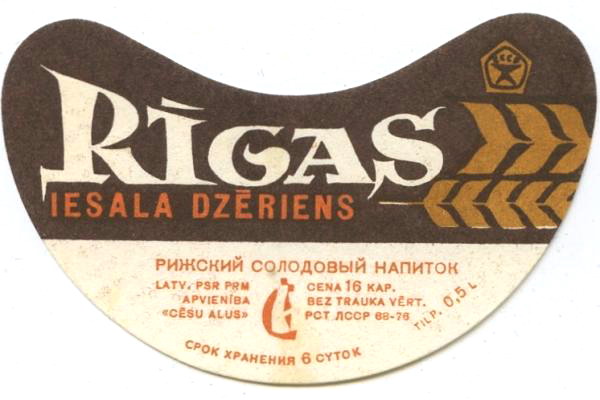 RĪGAS
IESALA DZĒRIENS
РИЖСКИЙ СОЛОДОВЫЙ НАПИТОК
LATV. PSR PRM
APVIENĪBA
«CĒSU ALUS»
CENA 16 KAP.
BEZ TRAUKA VĒRT.
РСТ ЛССР 68-76
TILP. 0,5 L
СРОК ХРАНЕНИЯ 6 СУТОК